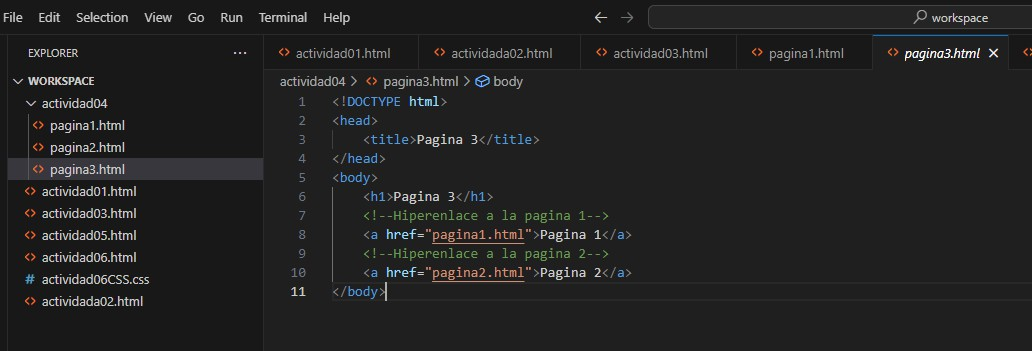 File Edit Selection View Go Run Terminal Help
workspace
EXPLORER
WORKSPACE
actividad04
pagina1.html
pagina2.html
pagina3.html
actividad01.html
actividad03.html
actividad05.html
actividad06.html
actividad06CSS.css
actividada02.html
actividad01.html actividada02.html actividad03.html pagina1.html pagina3.html
actividad04 > pagina3.html > body
1 <!DOCTYPE html>
2 <head>
3 <title>Pagina 3</title>
4 </head>
5 <body>
6 <h1>Pagina 3</h1>
7 <!--Hiperenlace a la pagina 1-->
8 <a href="pagina1.html">Pagina 1</a>
9 <!--Hiperenlace a la pagina 2-->
10 <a href="pagina2.html">Pagina 2</a>
11 </body>